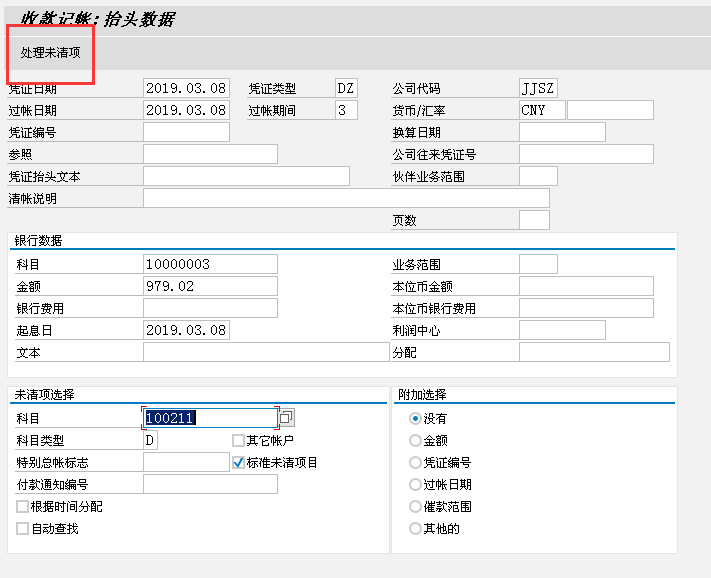 收款记帐: 抬头数据
处理未清项
凭证日期 2019.03.08 凭证类型 DZ 公司代码 JJSZ
过帐日期 2019.03.08 过帐期间 3 货币/汇率 CNY
凭证编号 换算日期
参照 公司往来凭证号
凭证抬头文本 伙伴业务范围
清帐说明
页数
银行数据
科目 10000003 业务范围
金额 979.02 本位币金额
银行费用 本位币银行费用
起息日 2019.03.08 利润中心
文本 分配
未清项选择 附加选择
科目 100211 没有
科目类型 D 其它帐户 金额
特别总帐标志 标准未清项目 凭证编号
付款通知编号 过帐日期
根据时间分配 催款范围
自动查找 其他的